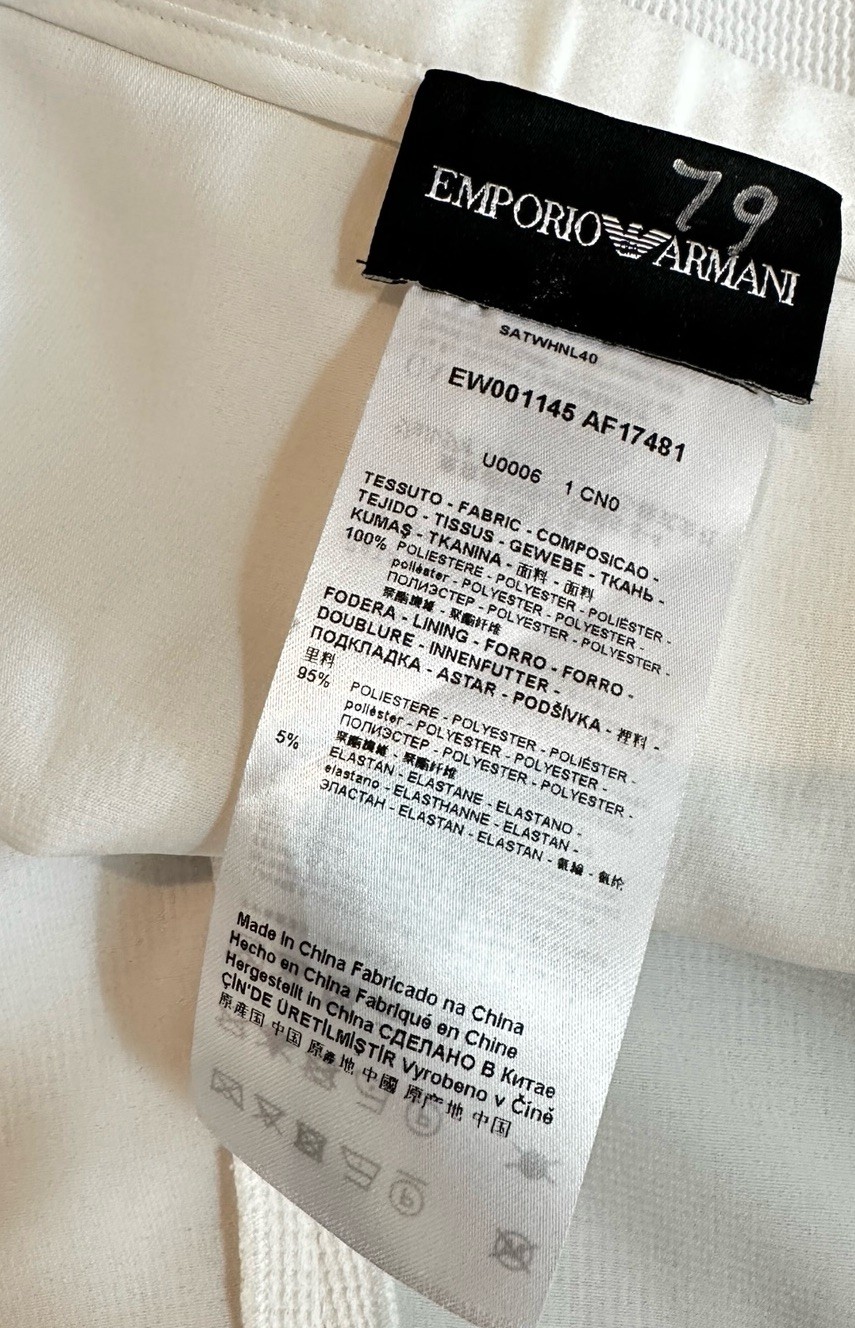 79
EMPORIO ARMANI
SATWHNL40
EW001145 AF17481
U0006 1 CN0
TESSUTO - FABRIC - COMPOSICAO -
TEJIDO - TISSUS - GEWEBE - ТКАНЬ -
KUMAŞ - TKANINA - 面料 - 面料
100% POLIESTERE - POLYESTER - POLIÉSTER -
poliéster - POLYESTER - POLYESTER -
ПОЛИЭСТЕР - POLYESTER - POLYESTER -
聚酯纖維 - 聚酯纤维
FODERA - LINING - FORRO - FORRO -
DOUBLURE - INNENFUTTER -
ПОДКЛАДКА - ASTAR - PODŠÍVKA - 裡料 -
里料
95% POLIESTERE - POLYESTER - POLIÉSTER -
poliéster - POLYESTER - POLYESTER -
ПОЛИЭСТЕР - POLYESTER - POLYESTER -
聚酯纖維 - 聚酯纤维
5% ELASTAN - ELASTANE - ELASTANO -
elastano - ELASTHANNE - ELASTAN -
ЭЛАСТАН - ELASTAN - ELASTAN - 氨綸 - 氨纶
Made in China Fabricado na China
Hecho en China Fabriqué en Chine
Hergestellt in China СДЕЛАНО В Китае
ÇİN'DE ÜRETİLMİŞTİR Vyrobeno v Číně
原産国 中国 原產地 中國 原产地 中国